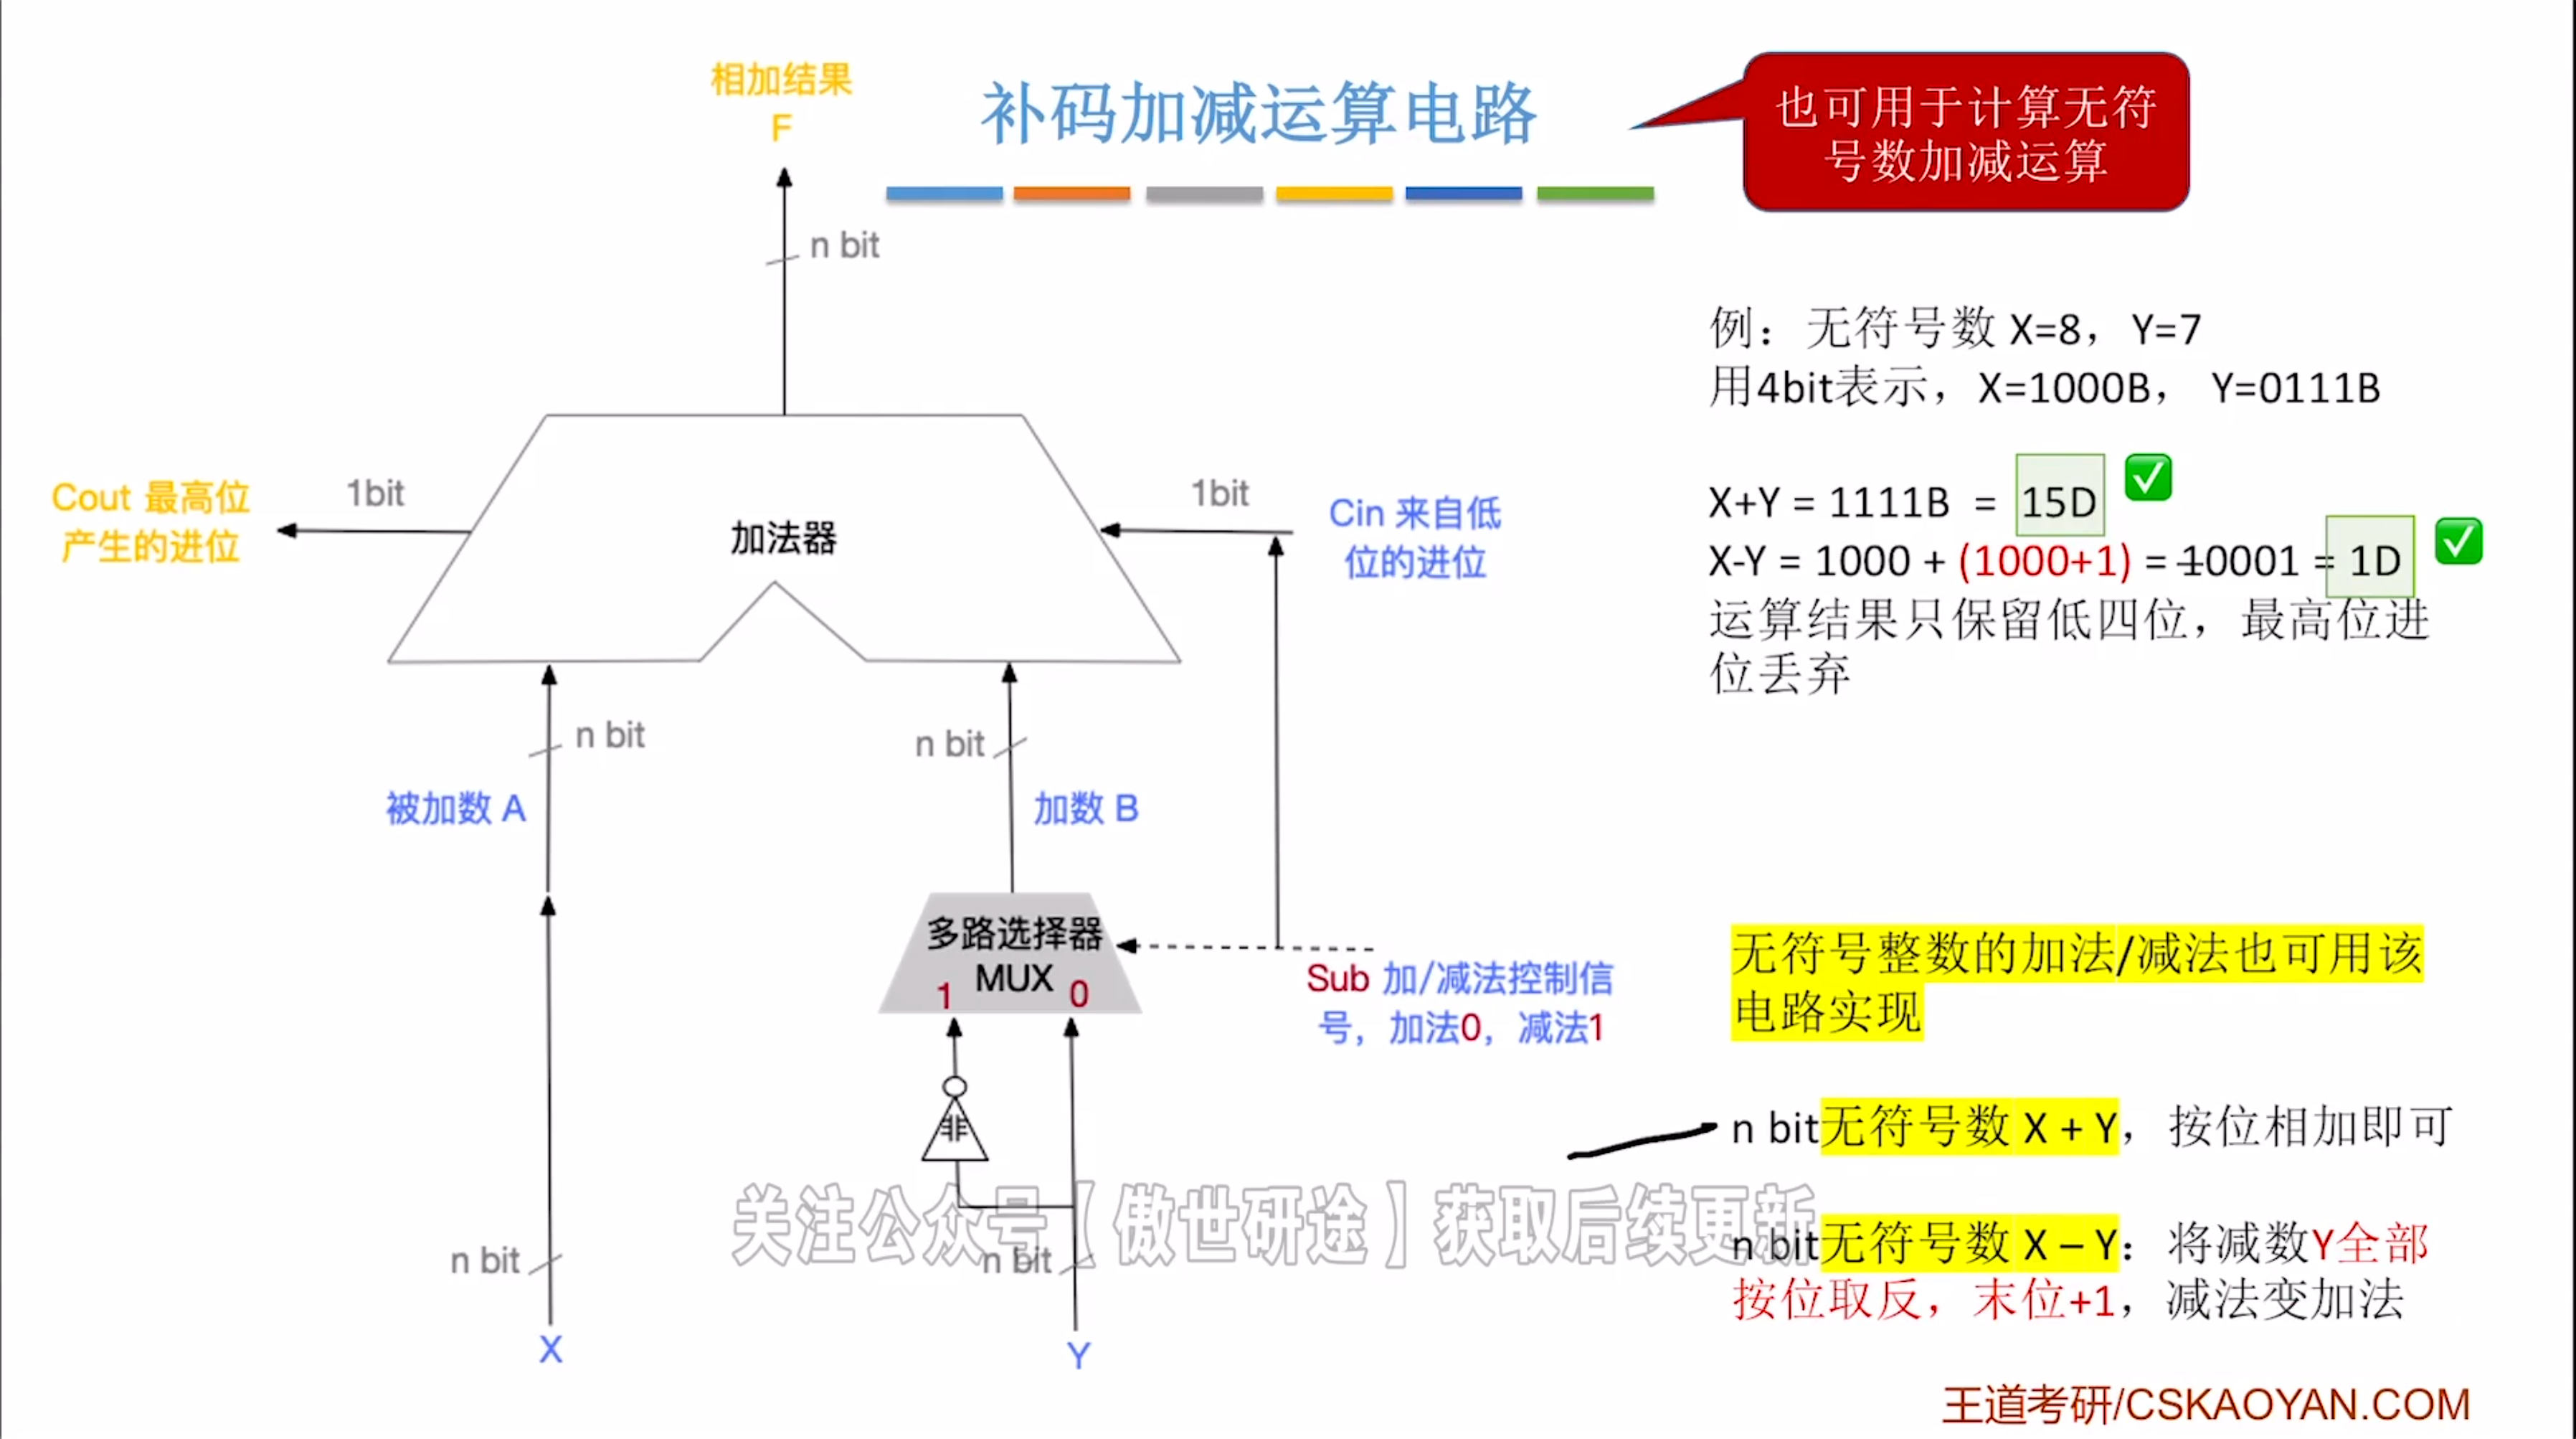 相加结果
F
补码加减运算电路
也可用于计算无符
号数加减运算
n bit
例：无符号数 X=8，Y=7
用4bit表示，X=1000B， Y=0111B
Cout 最高位
产生的进位
1bit
加法器
1bit
Cin 来自低
位的进位
X+Y = 1111B = 15D
X-Y = 1000 + (1000+1) = 10001 = 1D
运算结果只保留低四位，最高位进
位丢弃
n bit
n bit
被加数 A
加数 B
多路选择器
MUX
1
0
Sub 加/减法控制信
号，加法0，减法1
无符号整数的加法/减法也可用该
电路实现
非
n bit无符号数 X + Y，按位相加即可
关注公众号【傲世研途】获取后续更新
n bit
n bit
n bit无符号数 X – Y：将减数Y全部
按位取反，末位+1，减法变加法
X
Y
王道考研/CSKAOYAN.COM